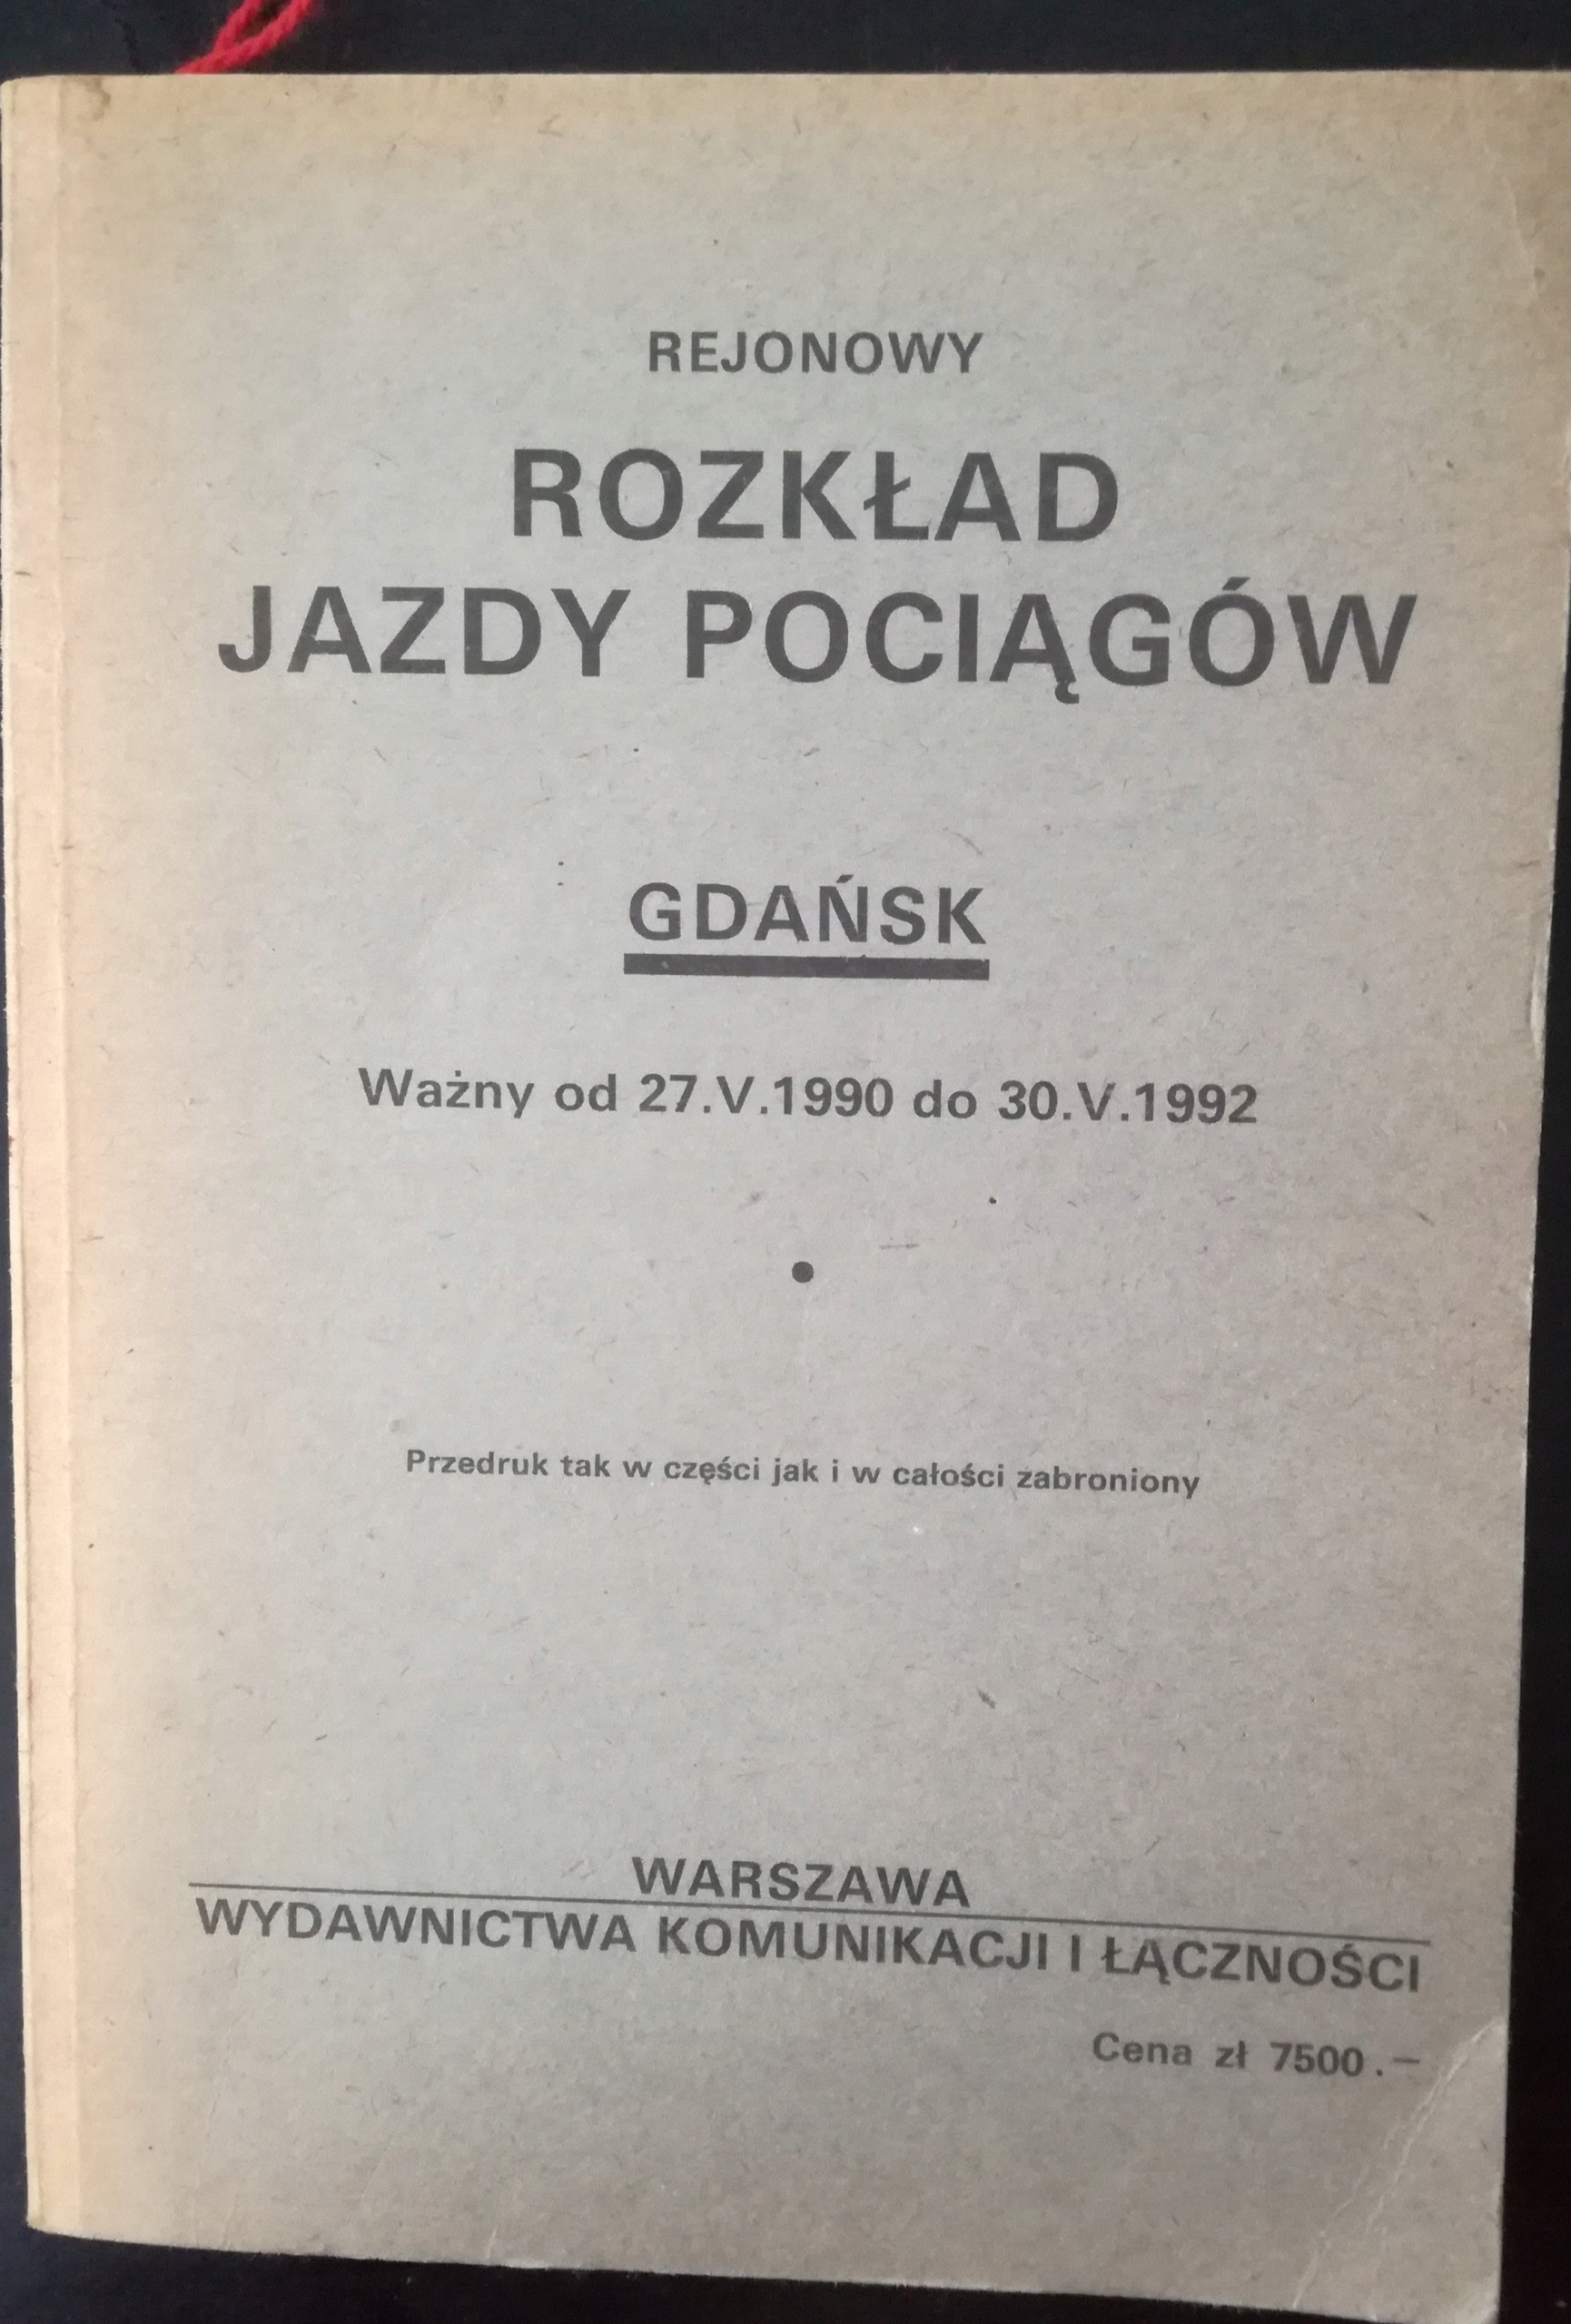 REJONOWY
ROZKŁAD
JAZDY POCIĄGÓW
GDAŃSK
Ważny od 27.V.1990 do 30.V.1992
Przedruk tak w części jak i w całości zabroniony
WARSZAWA
WYDAWNICTWA KOMUNIKACJI I ŁĄCZNOŚCI
Cena zł 7500.—